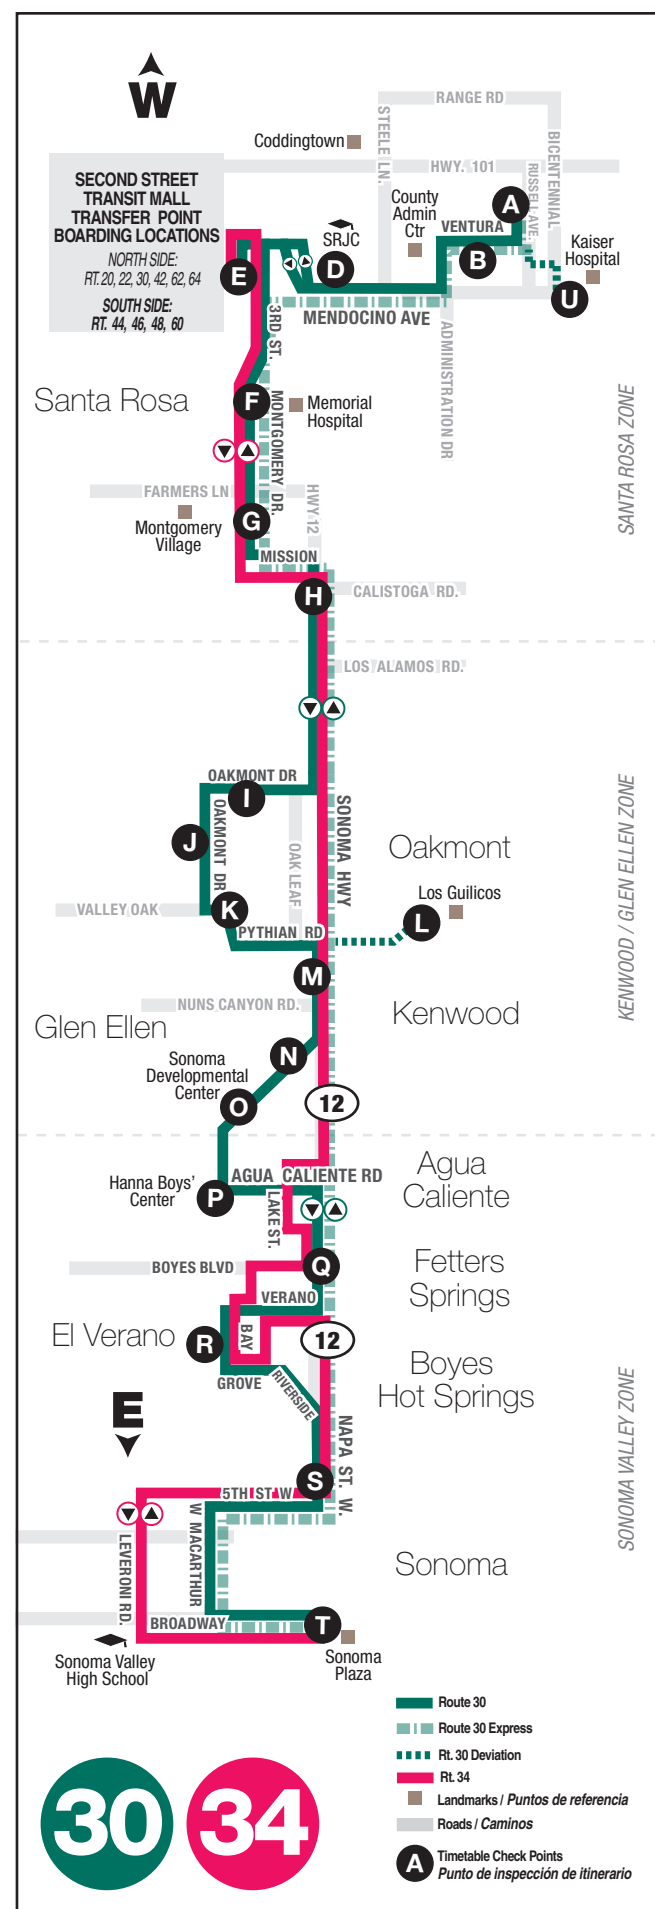 W
RANGE RD
STEELE LN.
BICENTENNIAL
Coddingtown
HWY. 101
RUSSELL AVE.
SECOND STREET
TRANSIT MALL
TRANSFER POINT
BOARDING LOCATIONS
NORTH SIDE:
RT. 20, 22, 30, 42, 62, 64
SOUTH SIDE:
RT. 44, 46, 48, 60
County
Admin
Ctr
A
VENTURA
B
SRJC
D
Kaiser
Hospital
U
E
MENDOCINO AVE
3RD ST.
ADMINISTRATION DR
Santa Rosa
F
Memorial
Hospital
MONTGOMERY DR.
SANTA ROSA ZONE
FARMERS LN
HWY 12
Montgomery
Village
G
MISSION
H
CALISTOGA RD.
LOS ALAMOS RD.
OAKMONT DR
I
SONOMA HWY
J
OAKMONT DR
OAK LEAF
Oakmont
Los Guilicos
VALLEY OAK
K
L
PYTHIAN RD
M
KENWOOD / GLEN ELLEN ZONE
NUNS CANYON RD.
Glen Ellen
Kenwood
Sonoma
Developmental
Center
N
O
12
Agua
Caliente
AGUA CALIENTE RD
Hanna Boys'
Center
P
LAKE ST.
BOYES BLVD
Q
Fetters
Springs
VERANO
El Verano
R
BAY
12
GROVE
RIVERSIDE
Boyes
Hot Springs
E
NAPA ST. W.
S
5TH ST W
SONOMA VALLEY ZONE
LEVERONI RD.
W MACARTHUR
Sonoma
BROADWAY
T
Sonoma Valley
High School
Sonoma
Plaza
Route 30
Route 30 Express
Rt. 30 Deviation
Rt. 34
Landmarks / Puntos de referencia
Roads / Caminos
A
Timetable Check Points
Punto de inspección de itinerario
30
34